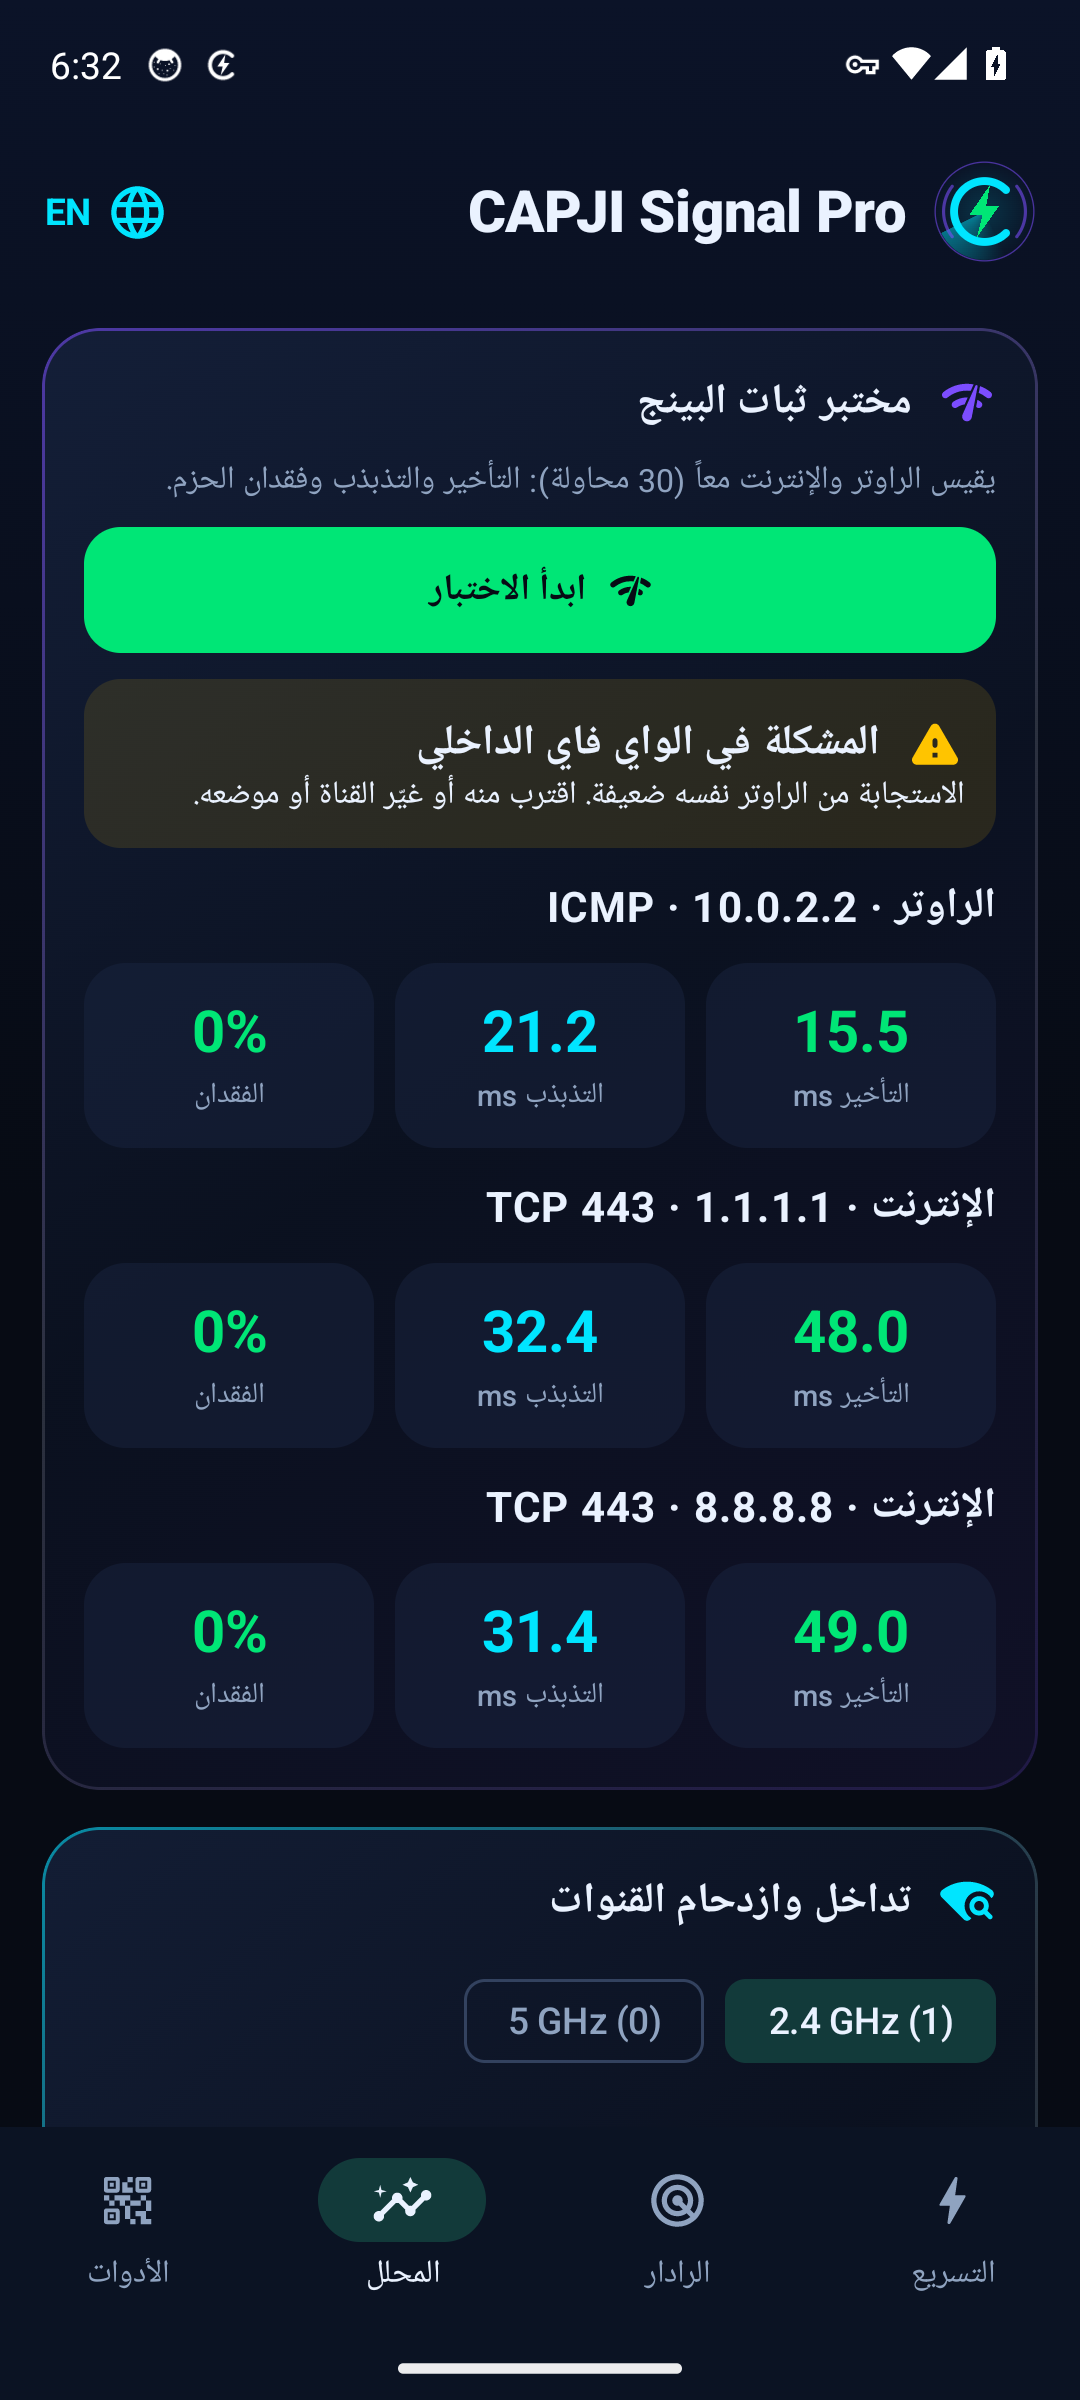 6:32
CAPJI Signal Pro
EN
مختبر ثبات البينج
يقيس الراوتر والإنترنت معاً (30 محاولة): التأخير والتذبذب وفقدان الحزم.
ابدأ الاختبار
المشكلة في الواي فاي الداخلي
الاستجابة من الراوتر نفسه ضعيفة. اقترب منه أو غيّر القناة أو موضعه.
الراوتر · 10.0.2.2 · ICMP
15.5
التأخير ms
21.2
التذبذب ms
0%
الفقدان
الإنترنت · 1.1.1.1 · TCP 443
48.0
التأخير ms
32.4
التذبذب ms
0%
الفقدان
الإنترنت · 8.8.8.8 · TCP 443
49.0
التأخير ms
31.4
التذبذب ms
0%
الفقدان
تداخل وازدحام القنوات
2.4 GHz (1)
5 GHz (0)
التسريع
الرادار
المحلل
الأدوات